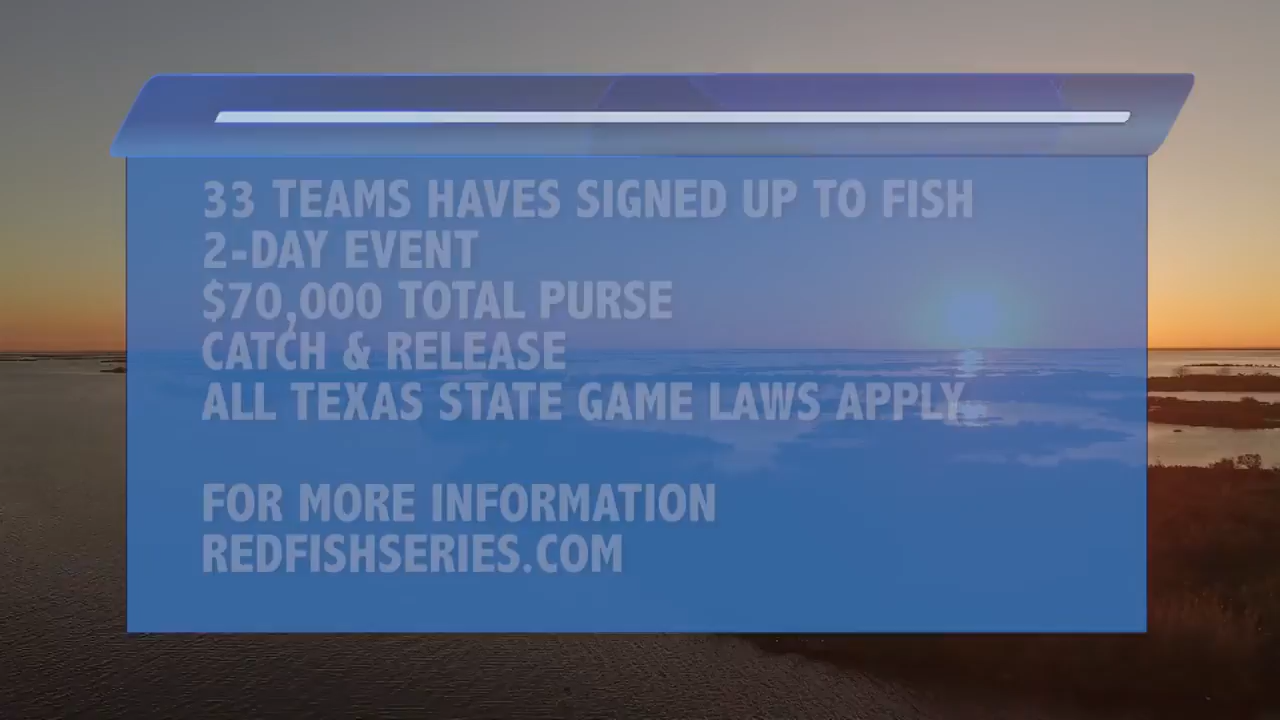 33 TEAMS HAVES SIGNED UP TO FISH
2-DAY EVENT
$70,000 TOTAL PURSE
CATCH & RELEASE
ALL TEXAS STATE GAME LAWS APPLY
FOR MORE INFORMATION
REDFISHSERIES.COM